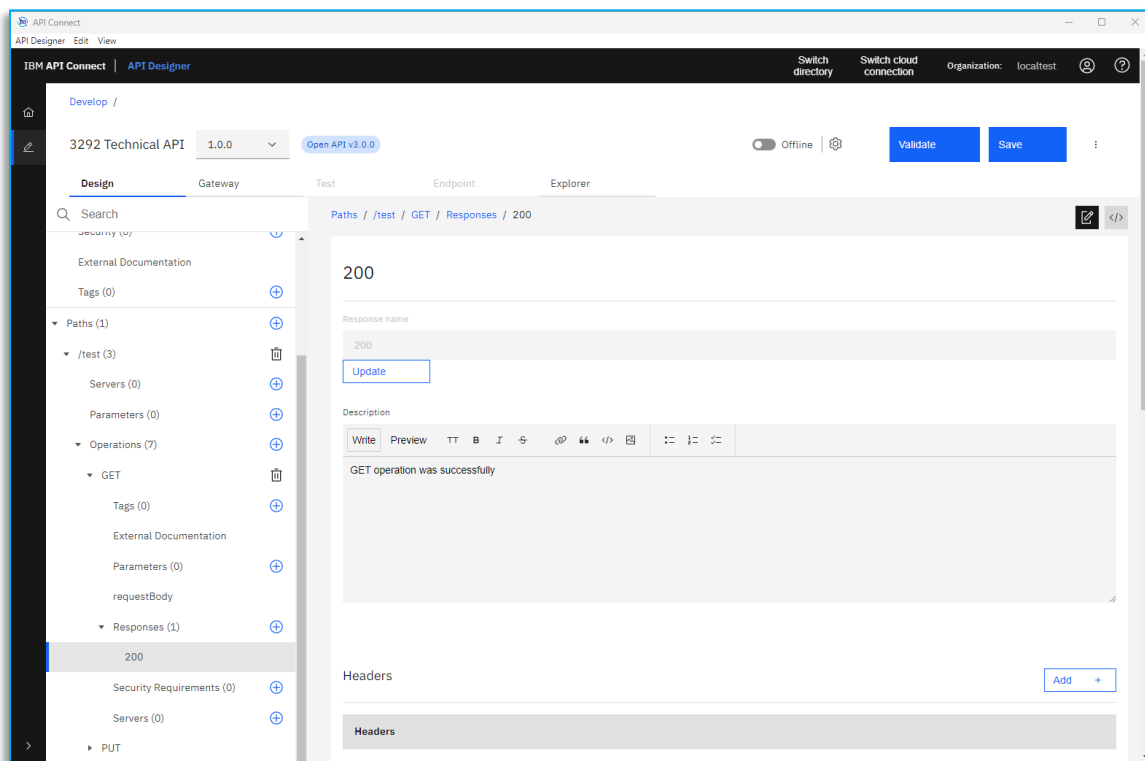 API Connect
API Designer Edit View
IBM API Connect | API Designer
Switch directory
Switch cloud connection
Organization: localtest
Develop /
3292 Technical API 1.0.0 Open API v3.0.0
Offline
Validate
Save
Design Gateway Test Endpoint Explorer
Search
Paths / /test / GET / Responses / 200
Security (0)
External Documentation
Tags (0)
Paths (1)
/test (3)
Servers (0)
Parameters (0)
Operations (7)
GET
Tags (0)
External Documentation
Parameters (0)
requestBody
Responses (1)
200
Security Requirements (0)
Servers (0)
PUT
200
Response name
200
Update
Description
Write Preview TT B I S
GET operation was successfully
Headers
Add +
Headers